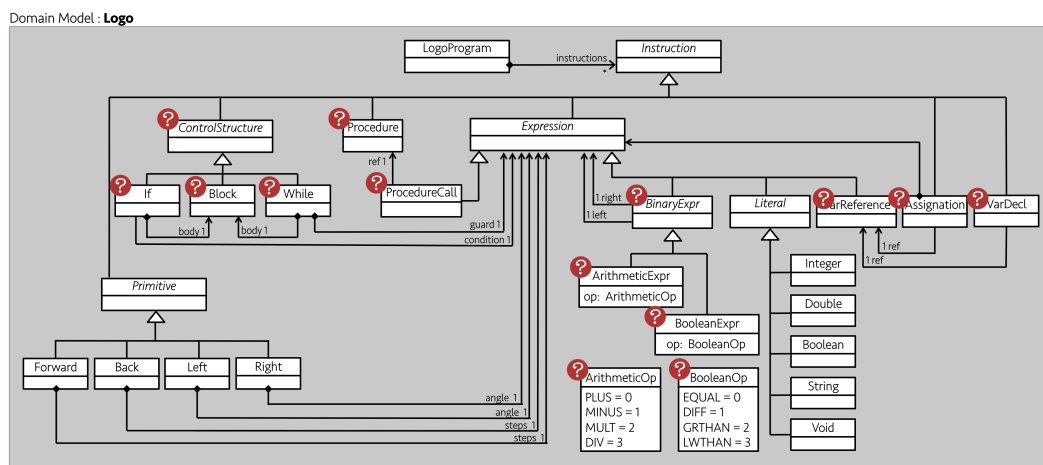 Domain Model : Logo
LogoProgram
instructions
*
Instruction
?
ControlStructure
?
Procedure
?
Expression
ref 1
?
If
?
Block
?
While
?
ProcedureCall
body 1
body 1
guard 1
condition 1
1 right
1 left
?
BinaryExpr
Literal
?
VarReference
?
Assignation
?
VarDecl
1 ref
1 ref
?
ArithmeticExpr
op: ArithmeticOp
?
BooleanExpr
op: BooleanOp
Integer
Double
Boolean
String
Void
Primitive
Forward
Back
Left
Right
angle 1
angle 1
steps 1
steps 1
?
ArithmeticOp
PLUS = 0
MINUS = 1
MULT = 2
DIV = 3
?
BooleanOp
EQUAL = 0
DIFF = 1
GRTHAN = 2
LWTHAN = 3